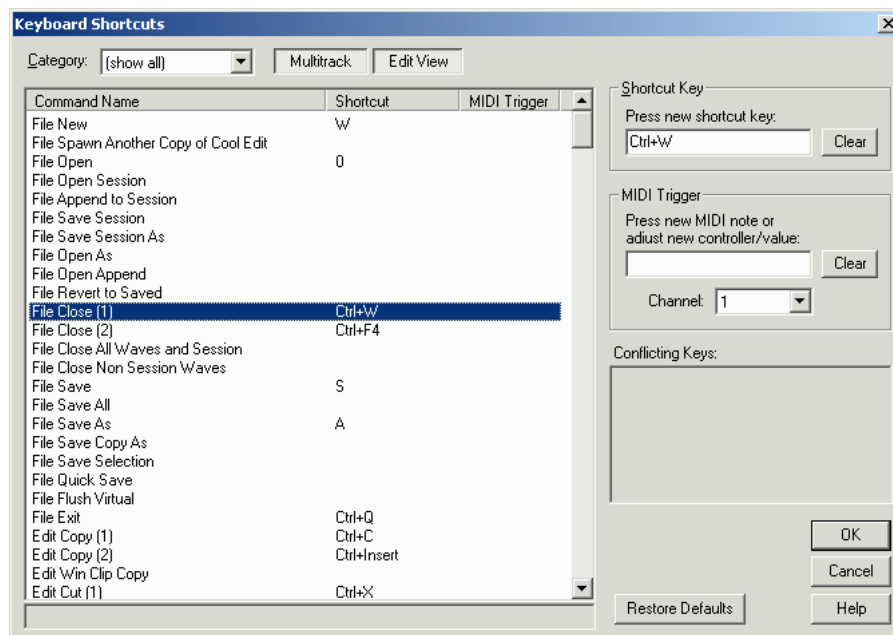 Keyboard Shortcuts
Category: (show all) Multitrack Edit View
Command Name Shortcut MIDI Trigger
File New W
File Spawn Another Copy of Cool Edit
File Open O
File Open Session
File Append to Session
File Save Session
File Save Session As
File Open As
File Open Append
File Revert to Saved
File Close (1) Ctrl+W
File Close (2) Ctrl+F4
File Close All Waves and Session
File Close Non Session Waves
File Save S
File Save All
File Save As A
File Save Copy As
File Save Selection
File Quick Save
File Flush Virtual
File Exit Ctrl+Q
Edit Copy (1) Ctrl+C
Edit Copy (2) Ctrl+Insert
Edit Win Clip Copy
Edit Cut (1) Ctrl+X
Shortcut Key
Press new shortcut key:
Ctrl+W Clear
MIDI Trigger
Press new MIDI note or
adjust new controller/value:
Clear
Channel: 1
Conflicting Keys:
OK
Cancel
Restore Defaults Help